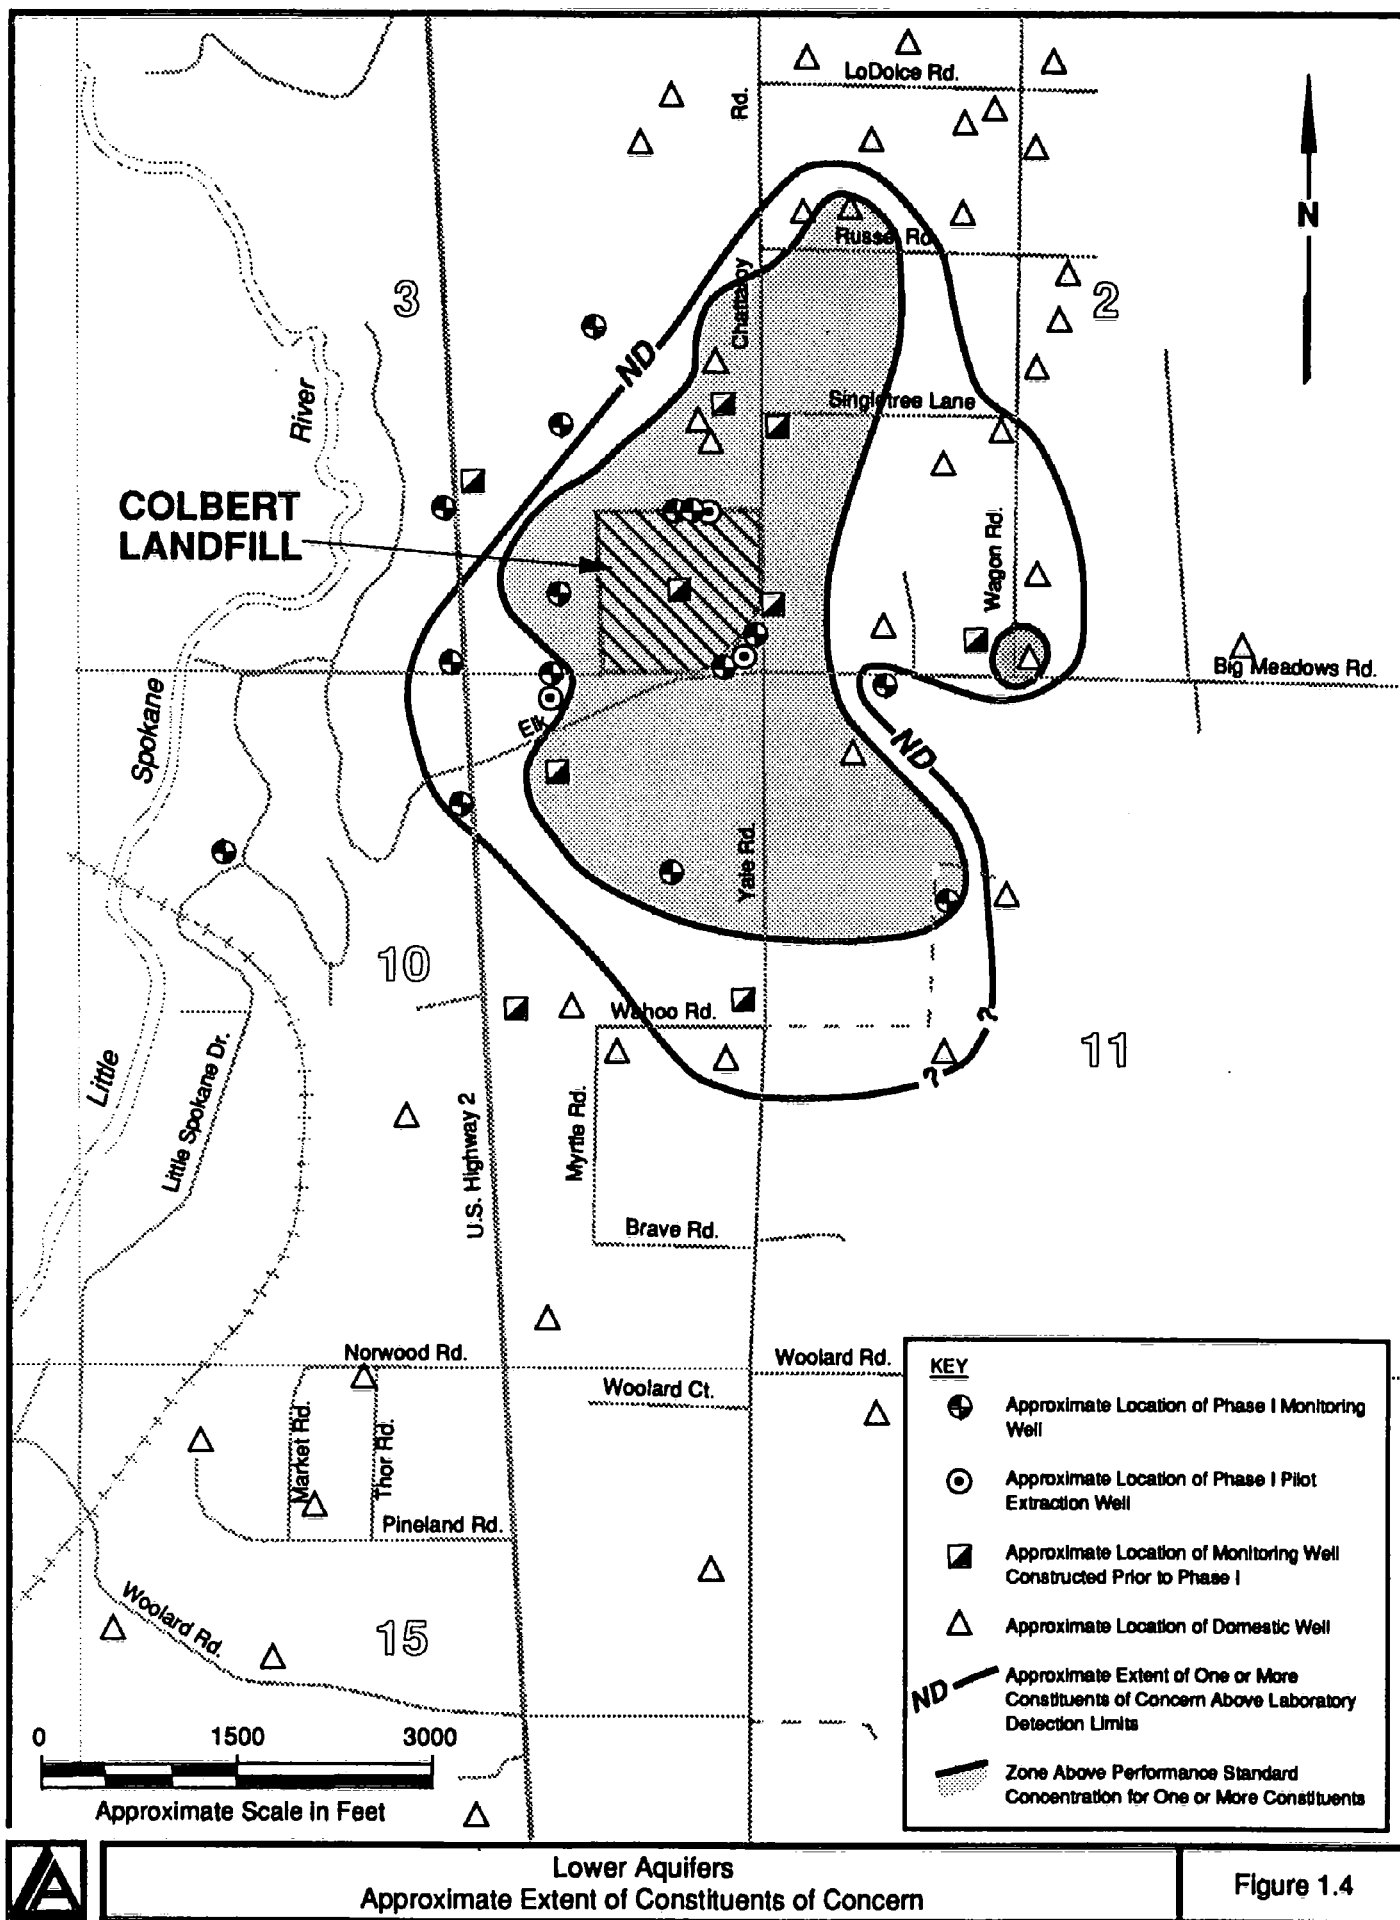 LoDolce Rd.
Rd.
N
Russel Rd.
3
Chattaroy
2
ND
River
Singletree Lane
COLBERT
LANDFILL
Wagon Rd.
Big Meadows Rd.
Spokane
Elk
ND
Yale Rd.
10
Wahoo Rd.
?
11
Little
Little Spokane Dr.
?
U.S. Highway 2
Myrtle Rd.
Brave Rd.
Norwood Rd.
Woolard Rd.
Woolard Ct.
Market Rd.
Thor Rd.
Pineland Rd.
Woolard Rd.
15
KEY
Approximate Location of Phase I Monitoring
Well
Approximate Location of Phase I Pilot
Extraction Well
Approximate Location of Monitoring Well
Constructed Prior to Phase I
Approximate Location of Domestic Well
ND
Approximate Extent of One or More
Constituents of Concern Above Laboratory
Detection Limits
Zone Above Performance Standard
Concentration for One or More Constituents
0 1500 3000
Approximate Scale in Feet
Lower Aquifers
Approximate Extent of Constituents of Concern
Figure 1.4